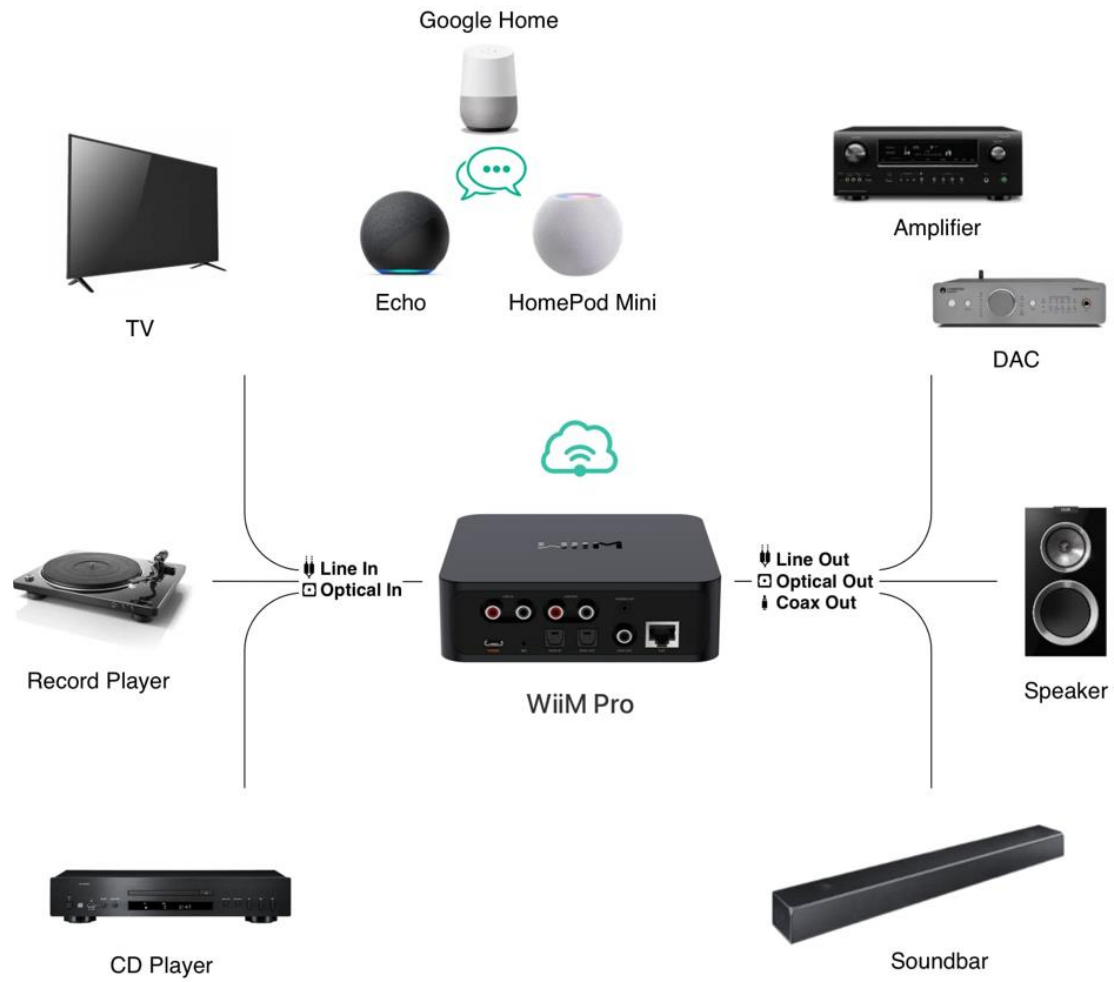 Google Home
TV
Echo
HomePod Mini
Amplifier
DAC
Line In
Optical In
Line Out
Optical Out
Coax Out
WiiM
Record Player
WiiM Pro
Speaker
CD Player
Soundbar